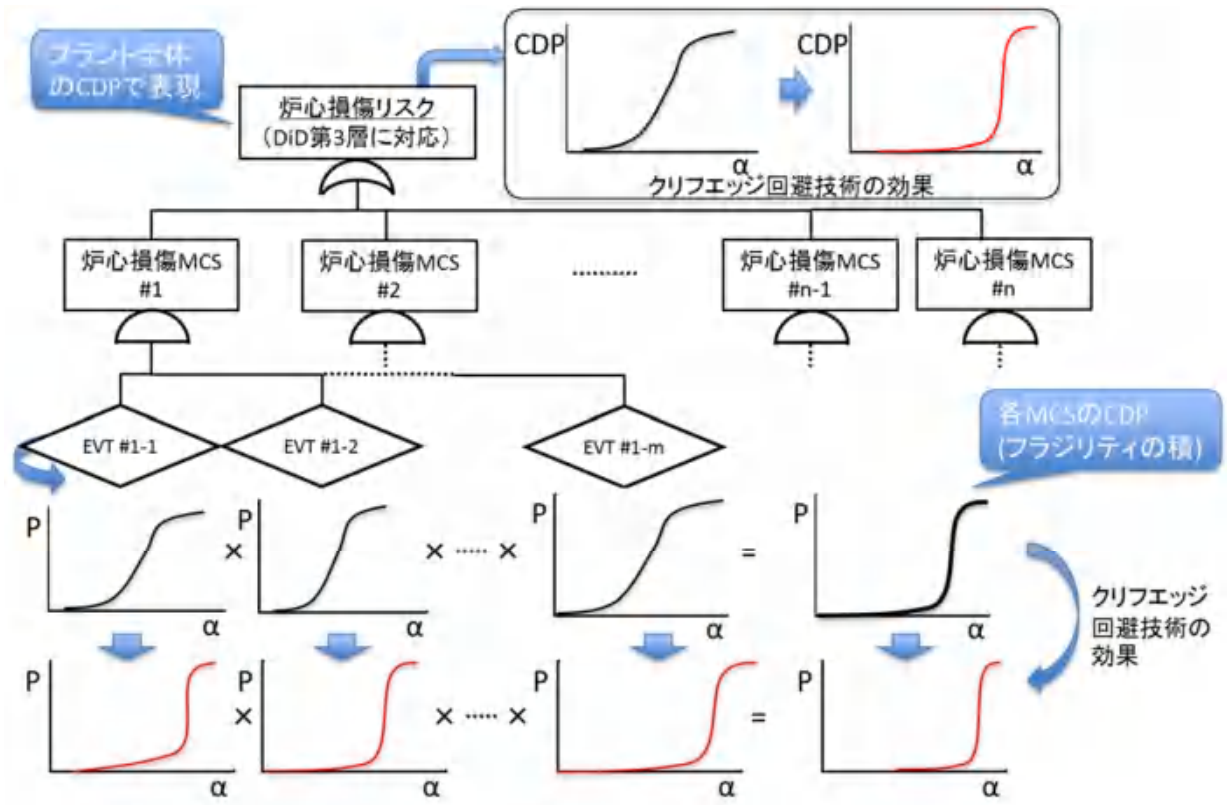 プラント全体
のCDPで表現
炉心損傷リスク
（DiD第3層に対応）
CDP
α
CDP
α
クリフエッジ回避技術の効果
炉心損傷MCS
#1
炉心損傷MCS
#2
..........
炉心損傷MCS
#n-1
炉心損傷MCS
#n
EVT #1-1
EVT #1-2
EVT #1-m
各MCSのCDP
(フラジリティの積)
P
α
×
P
α
× ..... ×
P
α
=
P
α
クリフエッジ
回避技術の
効果
P
α
×
P
α
× ..... ×
P
α
=
P
α